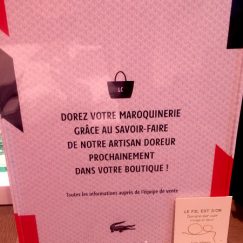 LC
DOREZ VOTRE MAROQUINERIE
GRÂCE AU SAVOIR-FAIRE
DE NOTRE ARTISAN DOREUR
PROCHAINEMENT
DANS VOTRE BOUTIQUE !
Toutes les informations auprès de l'équipe de vente
LE FIL EST D'OR